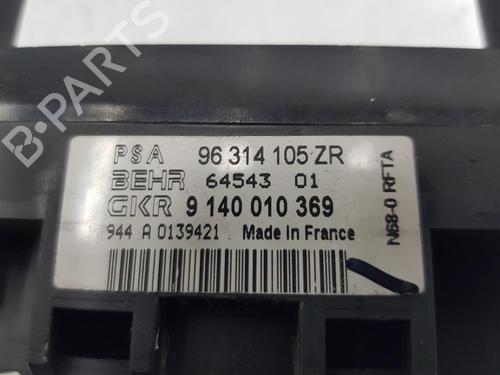 PSA 96 314 105 ZR
BEHR 64543 01
GKR 9 140 010 369
944 A 0139421 Made in France
N68-0 RFTA
B-PARTS